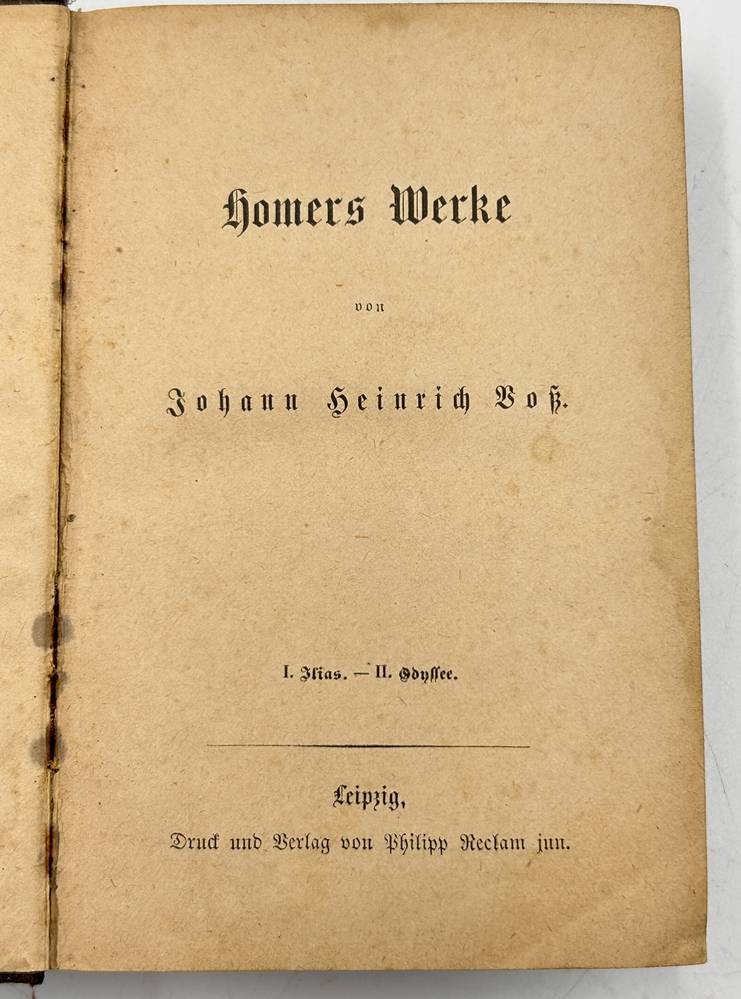 Homers Werke
von
Johann Heinrich Voß.
I. Ilias. — II. Odyssee.
Leipzig,
Druck und Verlag von Philipp Reclam jun.